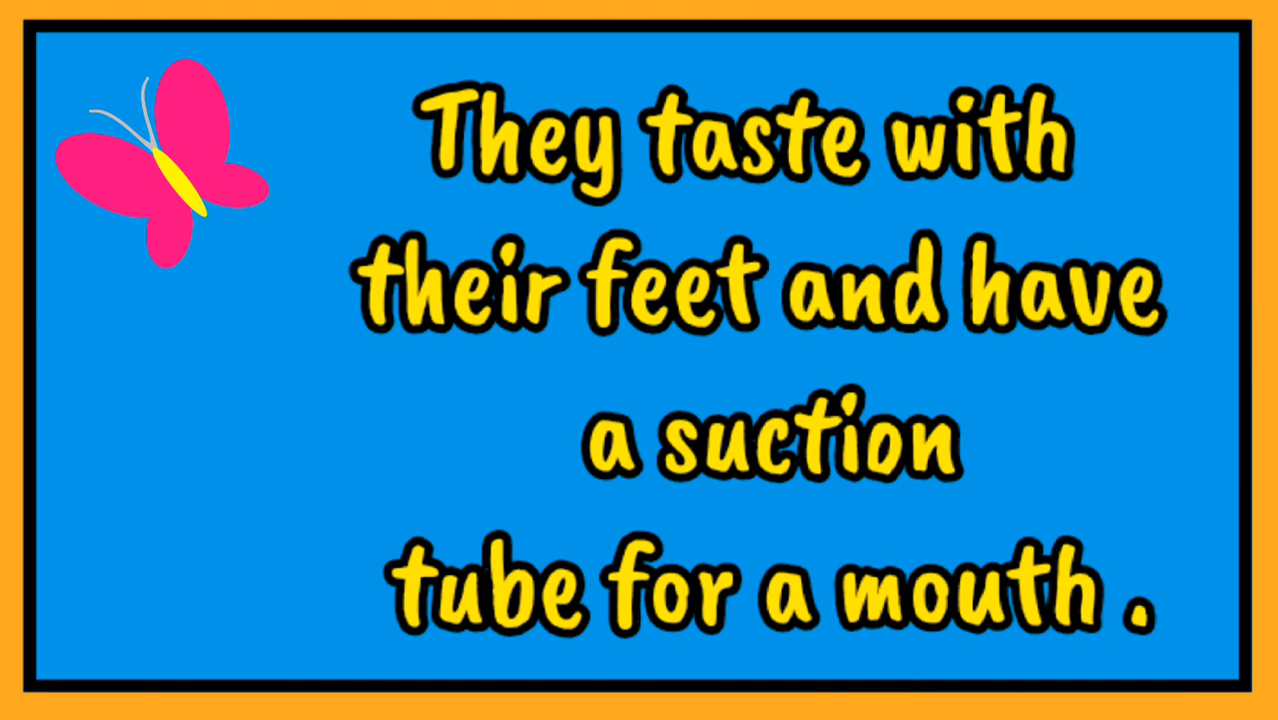 They taste with
their feet and have
a suction
tube for a mouth .